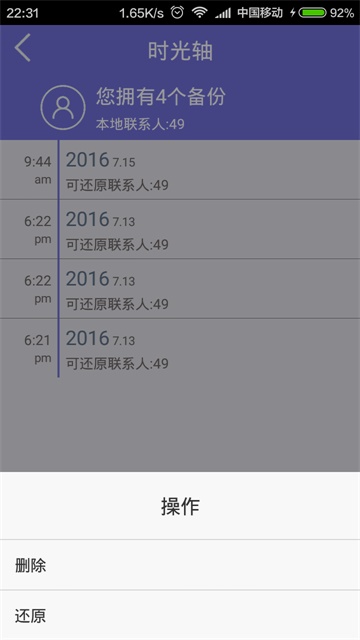 22:31 1.65K/s 中国移动 92%
时光轴
您拥有4个备份
本地联系人:49
9:44 2016 7.15
am 可还原联系人:49
6:22 2016 7.13
pm 可还原联系人:49
6:22 2016 7.13
pm 可还原联系人:49
6:21 2016 7.13
pm 可还原联系人:49
操作
删除
还原